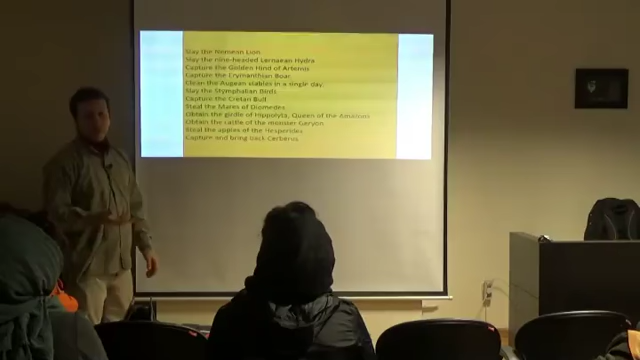 Slay the Nemean Lion
Slay the nine-headed Lernaean Hydra
Capture the Golden Hind of Artemis
Capture the Erymanthian Boar
Clean the Augean stables in a single day.
Slay the Stymphalian Birds
Capture the Cretan Bull
Steal the Mares of Diomedes
Obtain the girdle of Hippolyta, Queen of the Amazons
Obtain the cattle of the monster Geryon
Steal the apples of the Hesperides
Capture and bring back Cerberus